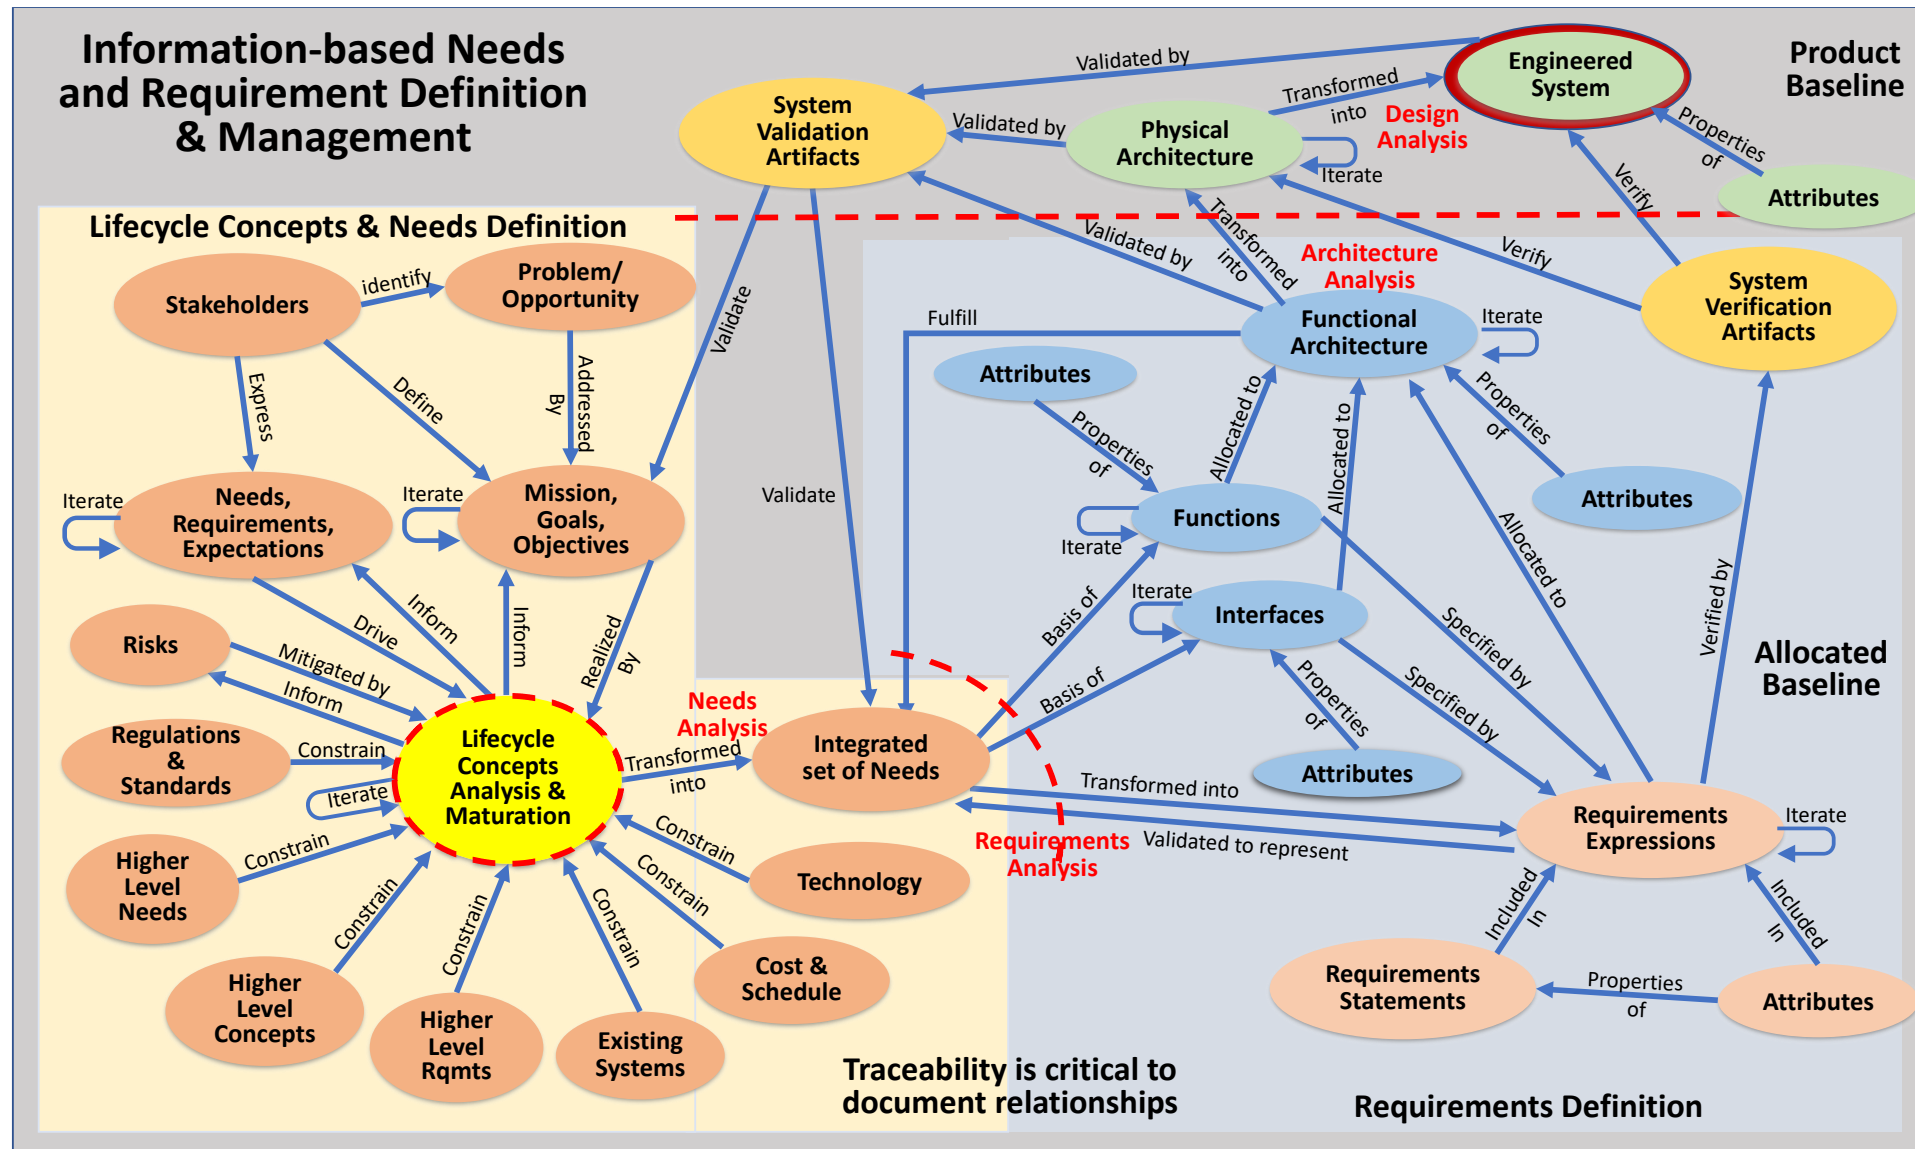 Information-based Needs
and Requirement Definition
& Management
Product
Baseline
Engineered
System
Validated by
Transformed
into
Design
Analysis
System
Validation
Artifacts
Validated by
Physical
Architecture
Iterate
Properties
of
Attributes
Verify
Lifecycle Concepts & Needs Definition
Stakeholders
identify
Problem/
Opportunity
Validate
Validated by
Transformed
into
Architecture
Analysis
Verify
System
Verification
Artifacts
Fulfill
Functional
Architecture
Iterate
Express
Define
Addressed
By
Attributes
Properties
of
Allocated to
Allocated to
Properties
of
Attributes
Iterate
Needs,
Requirements,
Expectations
Iterate
Mission,
Goals,
Objectives
Validate
Functions
Iterate
Allocated to
Verified by
Drive
Inform
Inform
Realized
By
Basis of
Iterate
Interfaces
Specified by
Risks
Mitigated by
Inform
Basis of
Properties
of
Specified by
Allocated
Baseline
Needs
Analysis
Regulations
&
Standards
Constrain
Iterate
Lifecycle
Concepts
Analysis &
Maturation
Transformed
into
Integrated
set of Needs
Attributes
Transformed into
Validated to represent
Requirements
Analysis
Requirements
Expressions
Iterate
Higher
Level
Needs
Constrain
Constrain
Technology
Constrain
Cost &
Schedule
Constrain
Higher
Level
Concepts
Constrain
Higher
Level
Rqmts
Constrain
Existing
Systems
Included
In
Included
In
Requirements
Statements
Properties
of
Attributes
Traceability is critical to
document relationships
Requirements Definition